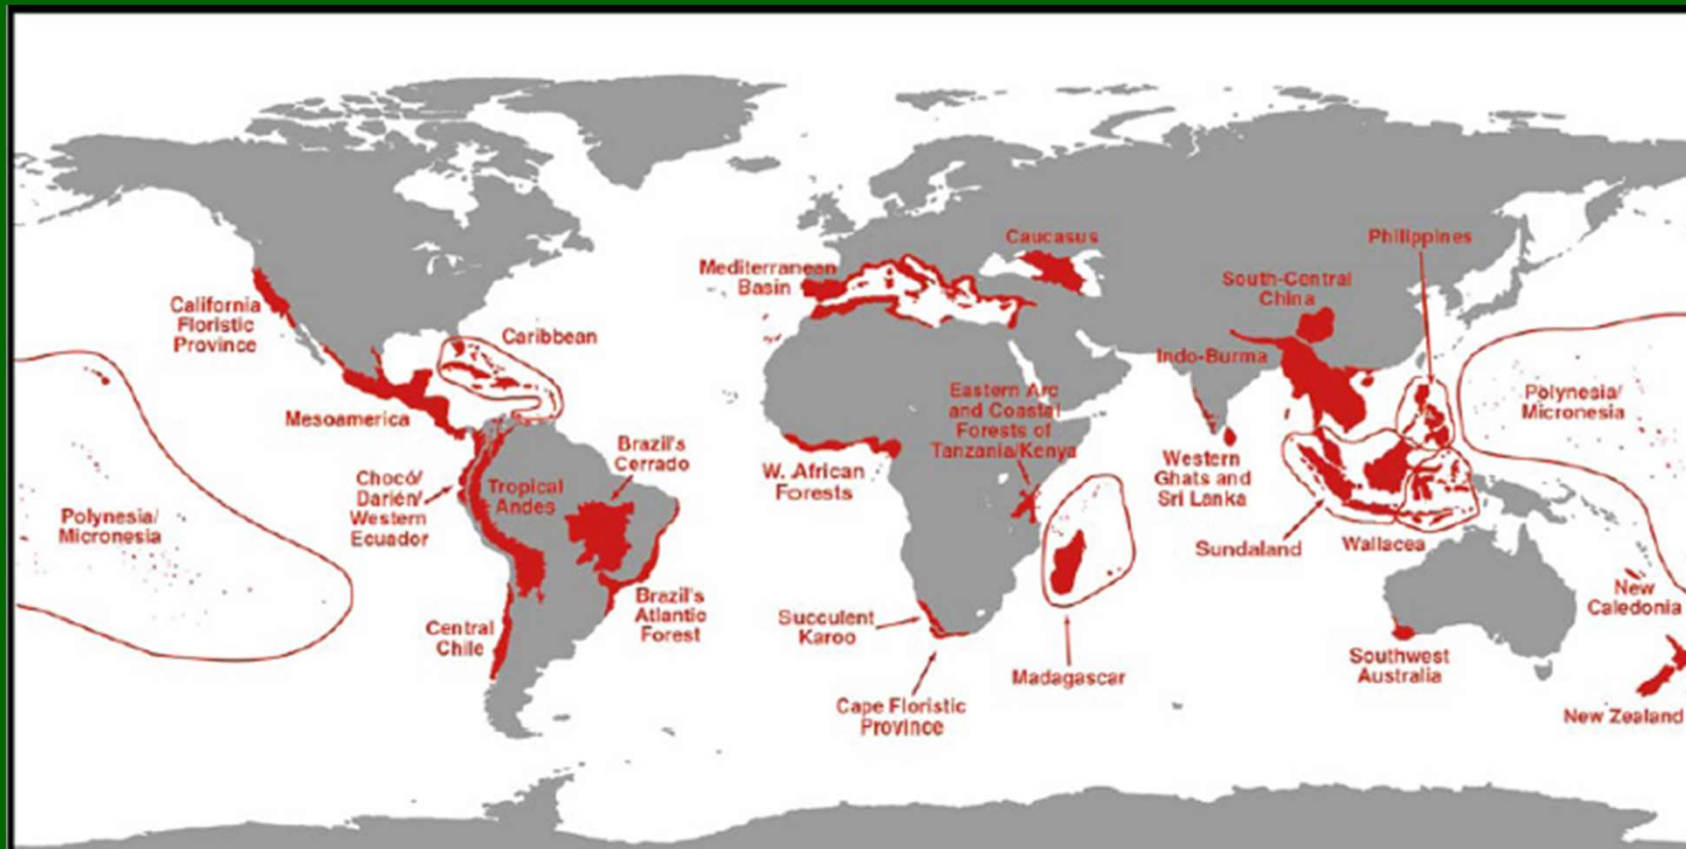 California
Floristic
Province
Mesoamerica
Caribbean
Polynesia/
Micronesia
Chocó/
Darién/
Western
Ecuador
Tropical
Andes
Brazil's
Cerrado
Central
Chile
Brazil's
Atlantic
Forest
Mediterranean
Basin
Caucasus
W. African
Forests
Eastern Arc
and Coastal
Forests of
Tanzania/Kenya
Succulent
Karoo
Cape Floristic
Province
Madagascar
Philippines
South-Central
China
Indo-Burma
Western
Ghats and
Sri Lanka
Sundaland
Wallacea
Polynesia/
Micronesia
New
Caledonia
Southwest
Australia
New Zealand